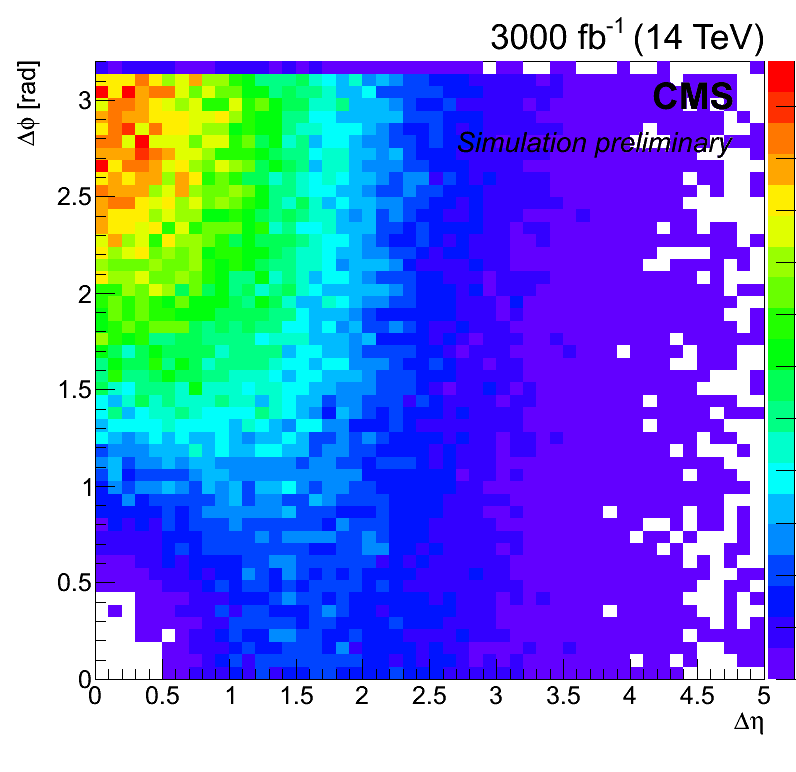 3000 fb-1 (14 TeV)
CMS
Simulation preliminary
Δϕ [rad]
3
2.5
2
1.5
1
0.5
0
0 0.5 1 1.5 2 2.5 3 3.5 4 4.5 5
Δη